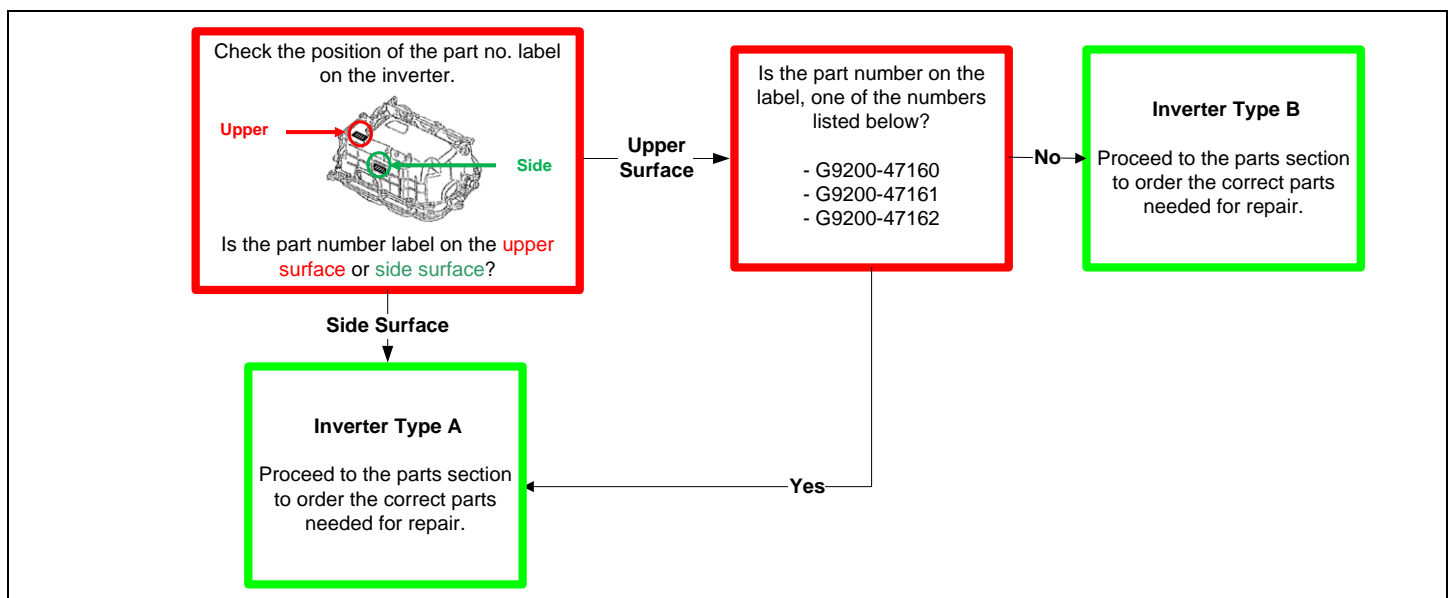 Check the position of the part no. label
on the inverter.
Upper
Side
Is the part number label on the upper
surface or side surface?
Upper
Surface
Is the part number on the
label, one of the numbers
listed below?
- G9200-47160
- G9200-47161
- G9200-47162
No
Inverter Type B
Proceed to the parts section
to order the correct parts
needed for repair.
Side Surface
Inverter Type A
Proceed to the parts section
to order the correct parts
needed for repair.
Yes